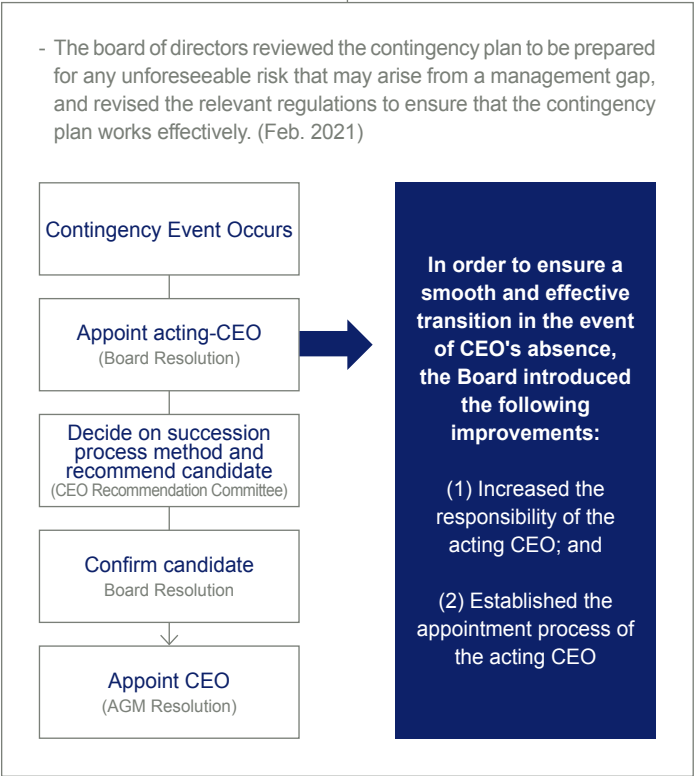 - The board of directors reviewed the contingency plan to be prepared
for any unforeseeable risk that may arise from a management gap,
and revised the relevant regulations to ensure that the contingency
plan works effectively. (Feb. 2021)
Contingency Event Occurs
Appoint acting-CEO
(Board Resolution)
Decide on succession
process method and
recommend candidate
(CEO Recommendation Committee)
Confirm candidate
Board Resolution
Appoint CEO
(AGM Resolution)
In order to ensure a
smooth and effective
transition in the event
of CEO's absence,
the Board introduced
the following
improvements:
(1) Increased the
responsibility of the
acting CEO; and
(2) Established the
appointment process of
the acting CEO